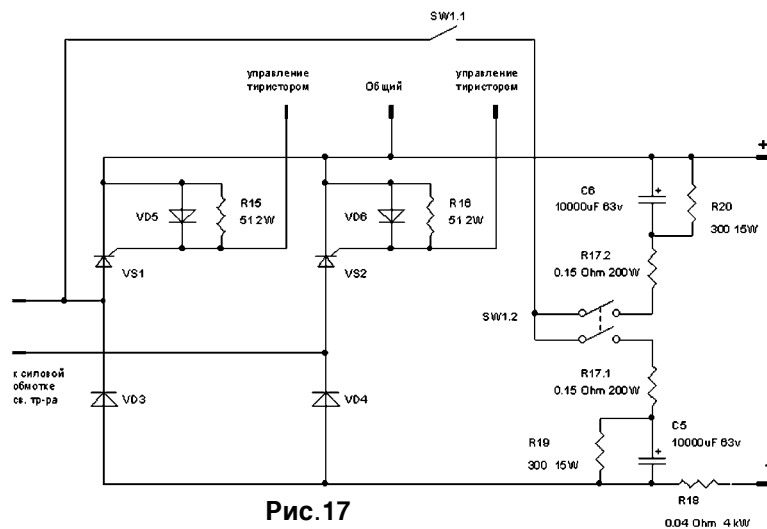 SW1.1
управление
тиристором
Общий
управление
тиристором
+
R15
51 2W
VD5
VS1
R16
51 2W
VD6
VS2
C6
10000uF 63v
+
R20
300 15W
R17.2
0.15 Ohm 200W
SW1.2
R17.1
0.15 Ohm 200W
к силовой
обмотке
св. тр-ра
VD3
VD4
R19
300 15W
C5
10000uF 63v
+
-
R18
0.04 Ohm 4 kW
Рис.17